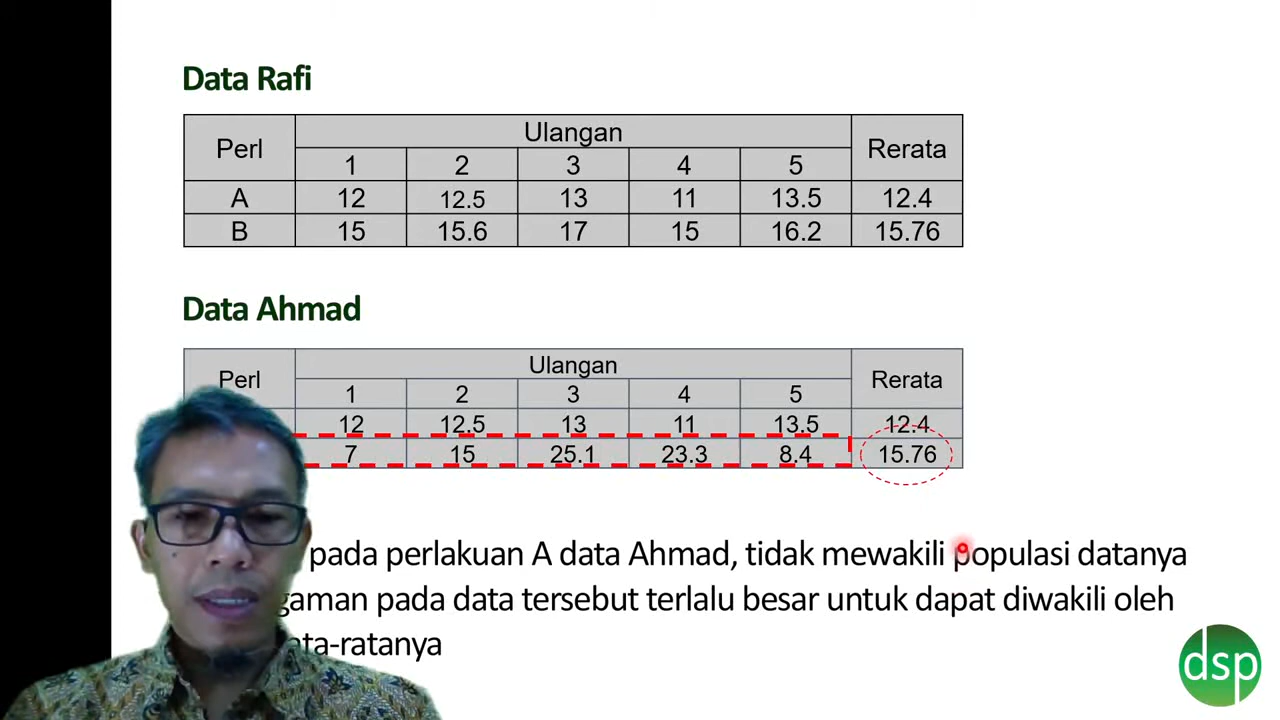 Data Rafi
Perl Ulangan Rerata
1 2 3 4 5
A 12 12.5 13 11 13.5 12.4
B 15 15.6 17 15 16.2 15.76
Data Ahmad
Perl Ulangan Rerata
1 2 3 4 5
12 12.5 13 11 13.5 12.4
7 15 25.1 23.3 8.4 15.76
pada perlakuan A data Ahmad, tidak mewakili populasi datanya
gaman pada data tersebut terlalu besar untuk dapat diwakili oleh
ata-ratanya
dsp